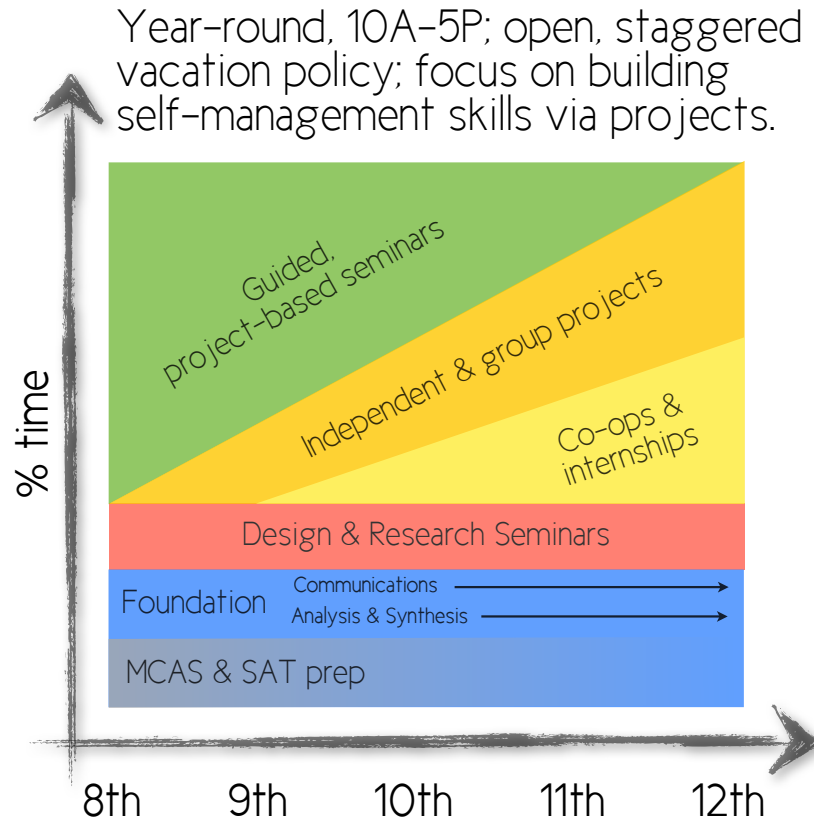 Year-round, 10A-5P; open, staggered
vacation policy; focus on building
self-management skills via projects.
% time
Guided,
project-based seminars
Independent & group projects
Co-ops &
internships
Design & Research Seminars
Foundation
Communications
Analysis & Synthesis
MCAS & SAT prep
8th 9th 10th 11th 12th